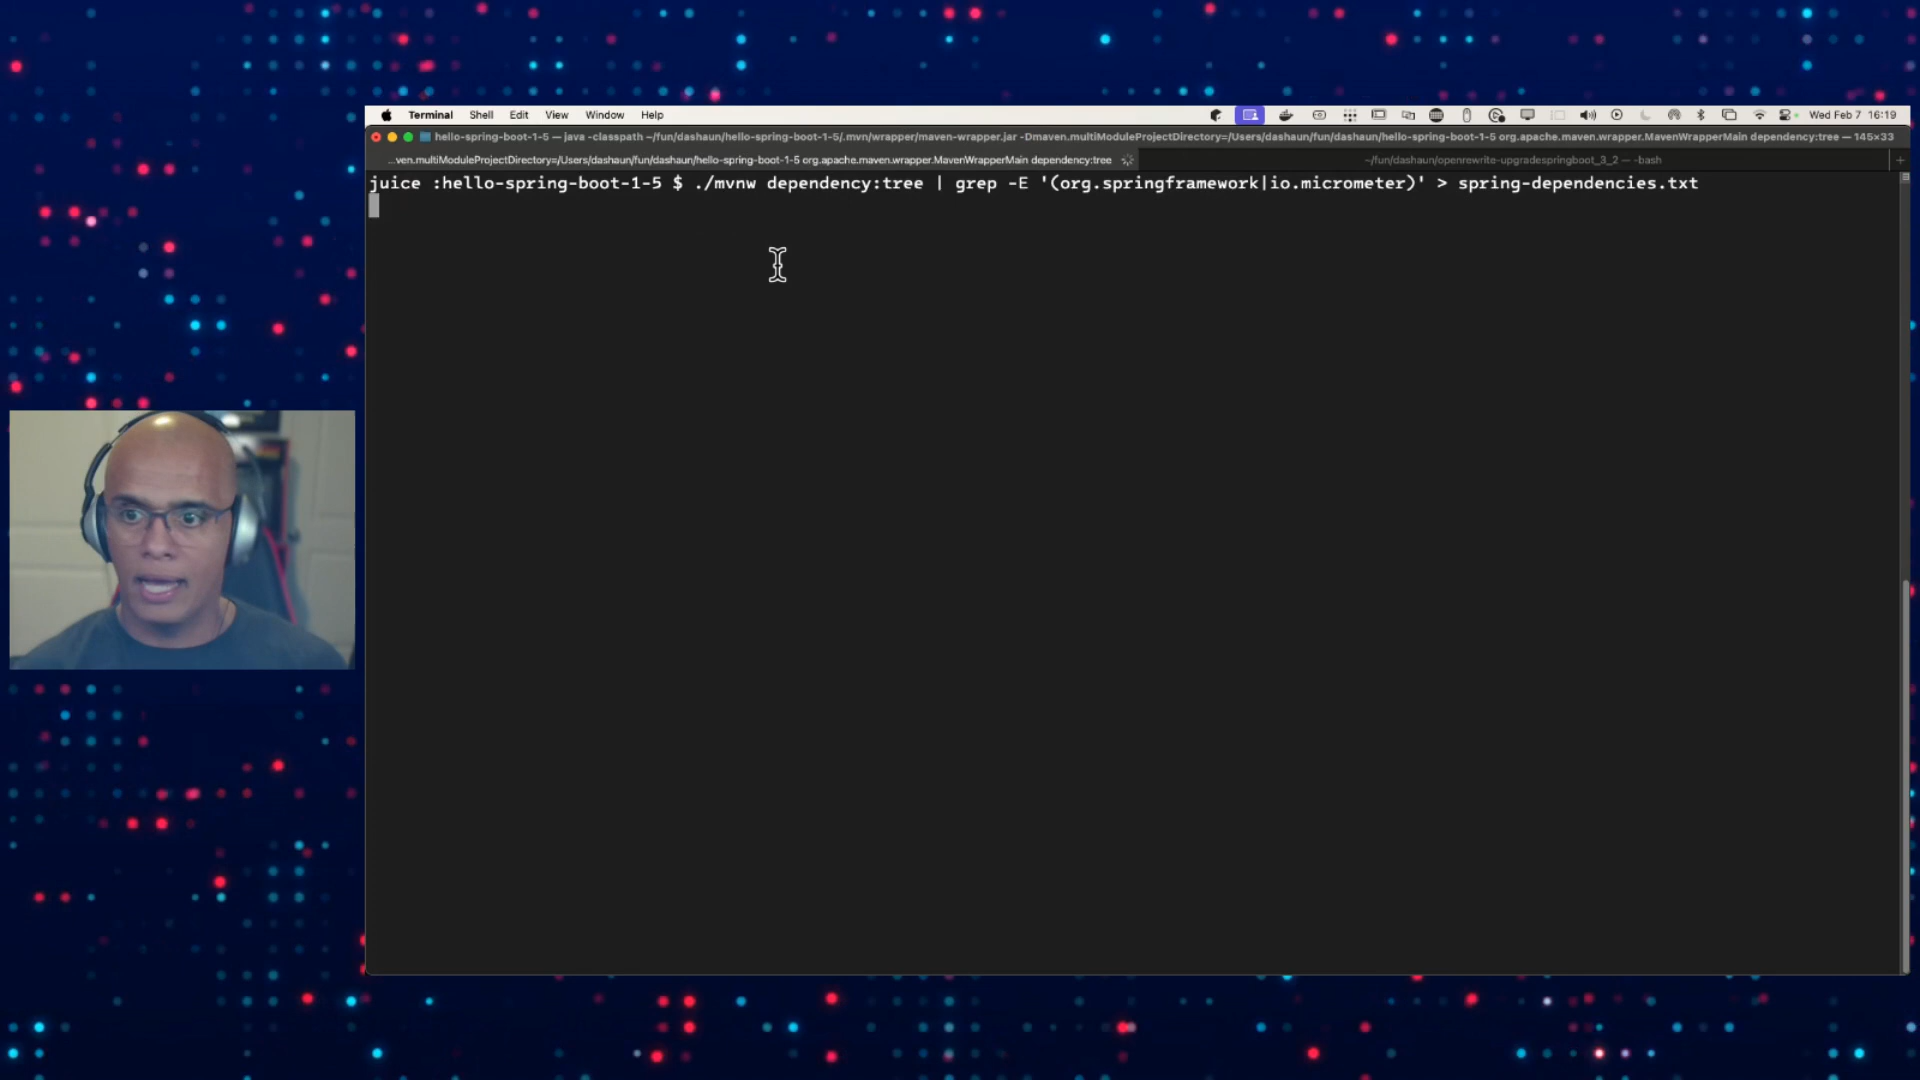 Terminal Shell Edit View Window Help Wed Feb 7 16:19
hello-spring-boot-1-5 — java -classpath ~/fun/dashaun/hello-spring-boot-1-5/.mvn/wrapper/maven-wrapper.jar -Dmaven.multiModuleProjectDirectory=/Users/dashaun/fun/dashaun/hello-spring-boot-1-5 org.apache.maven.wrapper.MavenWrapperMain dependency:tree — 145×33
...ven.multiModuleProjectDirectory=/Users/dashaun/fun/dashaun/hello-spring-boot-1-5 org.apache.maven.wrapper.MavenWrapperMain dependency:tree ~/fun/dashaun/openrewrite-upgradespringboot_3_2 — -bash +
juice :hello-spring-boot-1-5 $ ./mvnw dependency:tree | grep -E '(org.springframework|io.micrometer)' > spring-dependencies.txt